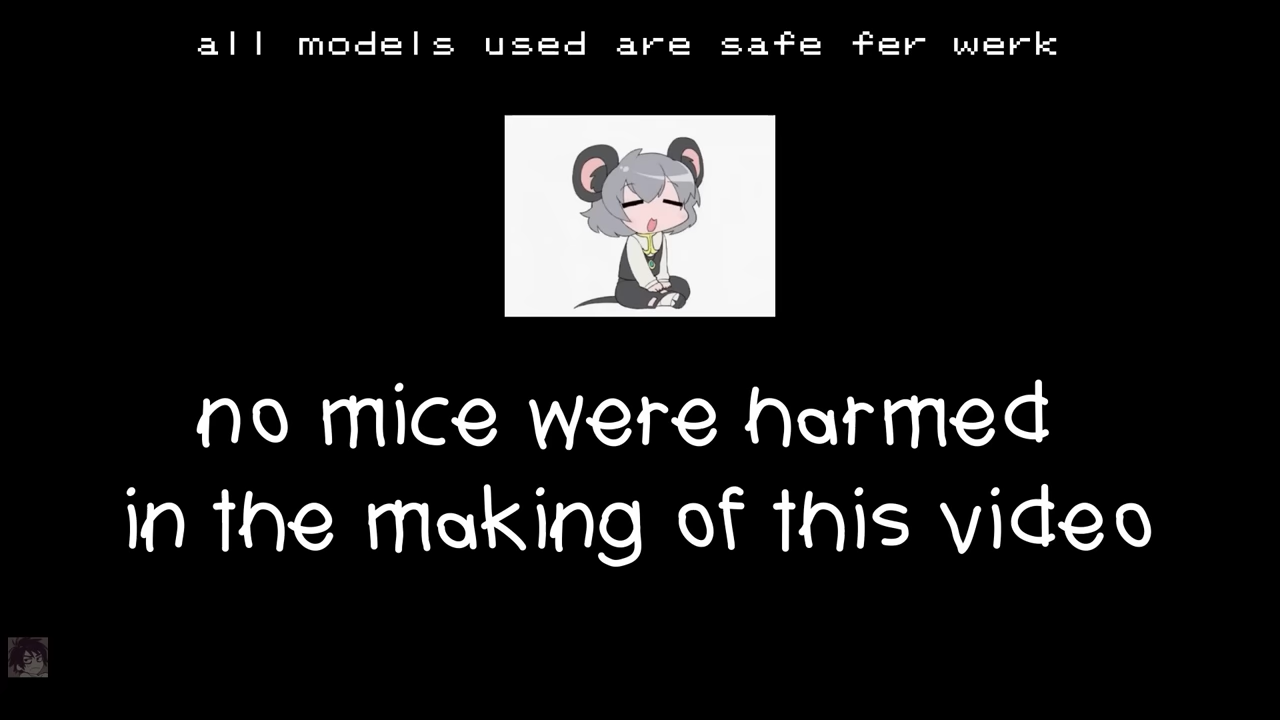 all models used are safe fer werk
no mice were harmed
in the making of this video